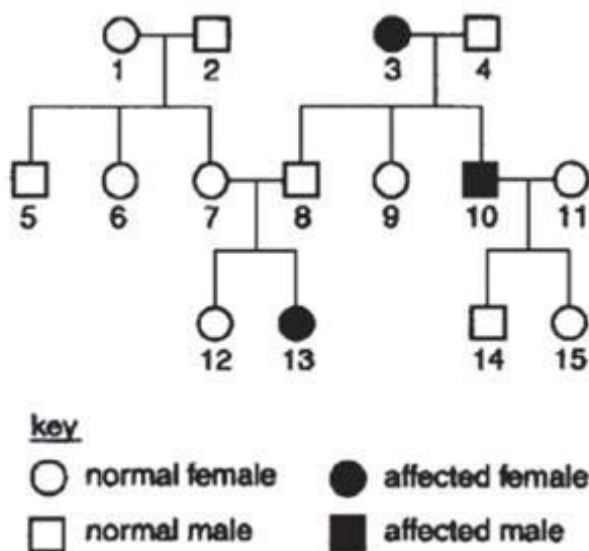 1 2 3 4
5 6 7 8 9 10 11
12 13 14 15
key
normal female affected female
normal male affected male